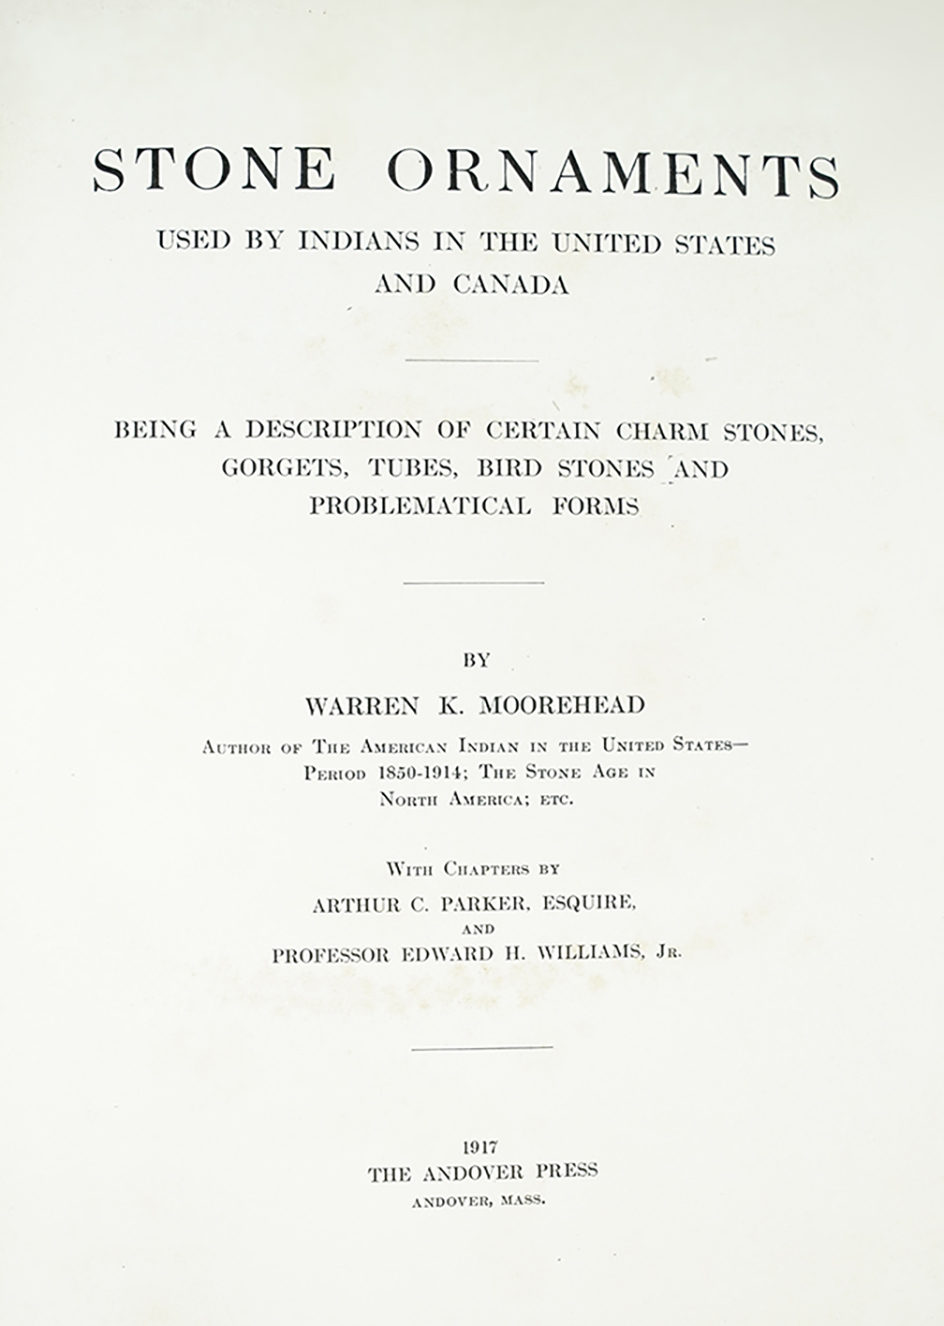 STONE ORNAMENTS
USED BY INDIANS IN THE UNITED STATES
AND CANADA
BEING A DESCRIPTION OF CERTAIN CHARM STONES,
GORGETS, TUBES, BIRD STONES AND
PROBLEMATICAL FORMS
BY
WARREN K. MOOREHEAD
AUTHOR OF THE AMERICAN INDIAN IN THE UNITED STATES—
PERIOD 1850-1914; THE STONE AGE IN
NORTH AMERICA; ETC.
WITH CHAPTERS BY
ARTHUR C. PARKER, ESQUIRE,
AND
PROFESSOR EDWARD H. WILLIAMS, JR.
1917
THE ANDOVER PRESS
ANDOVER, MASS.